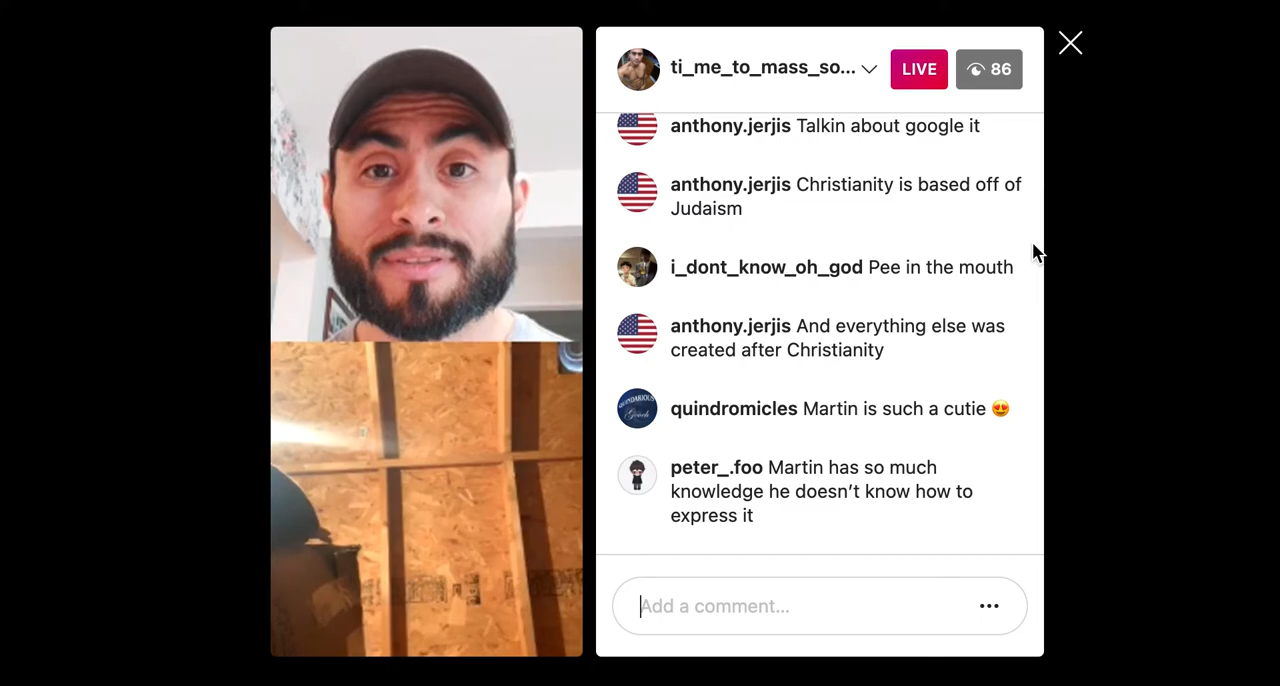 ti_me_to_mass_so...
LIVE
86
anthony.jerjis Talkin about google it
anthony.jerjis Christianity is based off of
Judaism
i_dont_know_oh_god Pee in the mouth
anthony.jerjis And everything else was
created after Christianity
quindromicles Martin is such a cutie 😍
peter_.foo Martin has so much
knowledge he doesn’t know how to
express it
Add a comment...